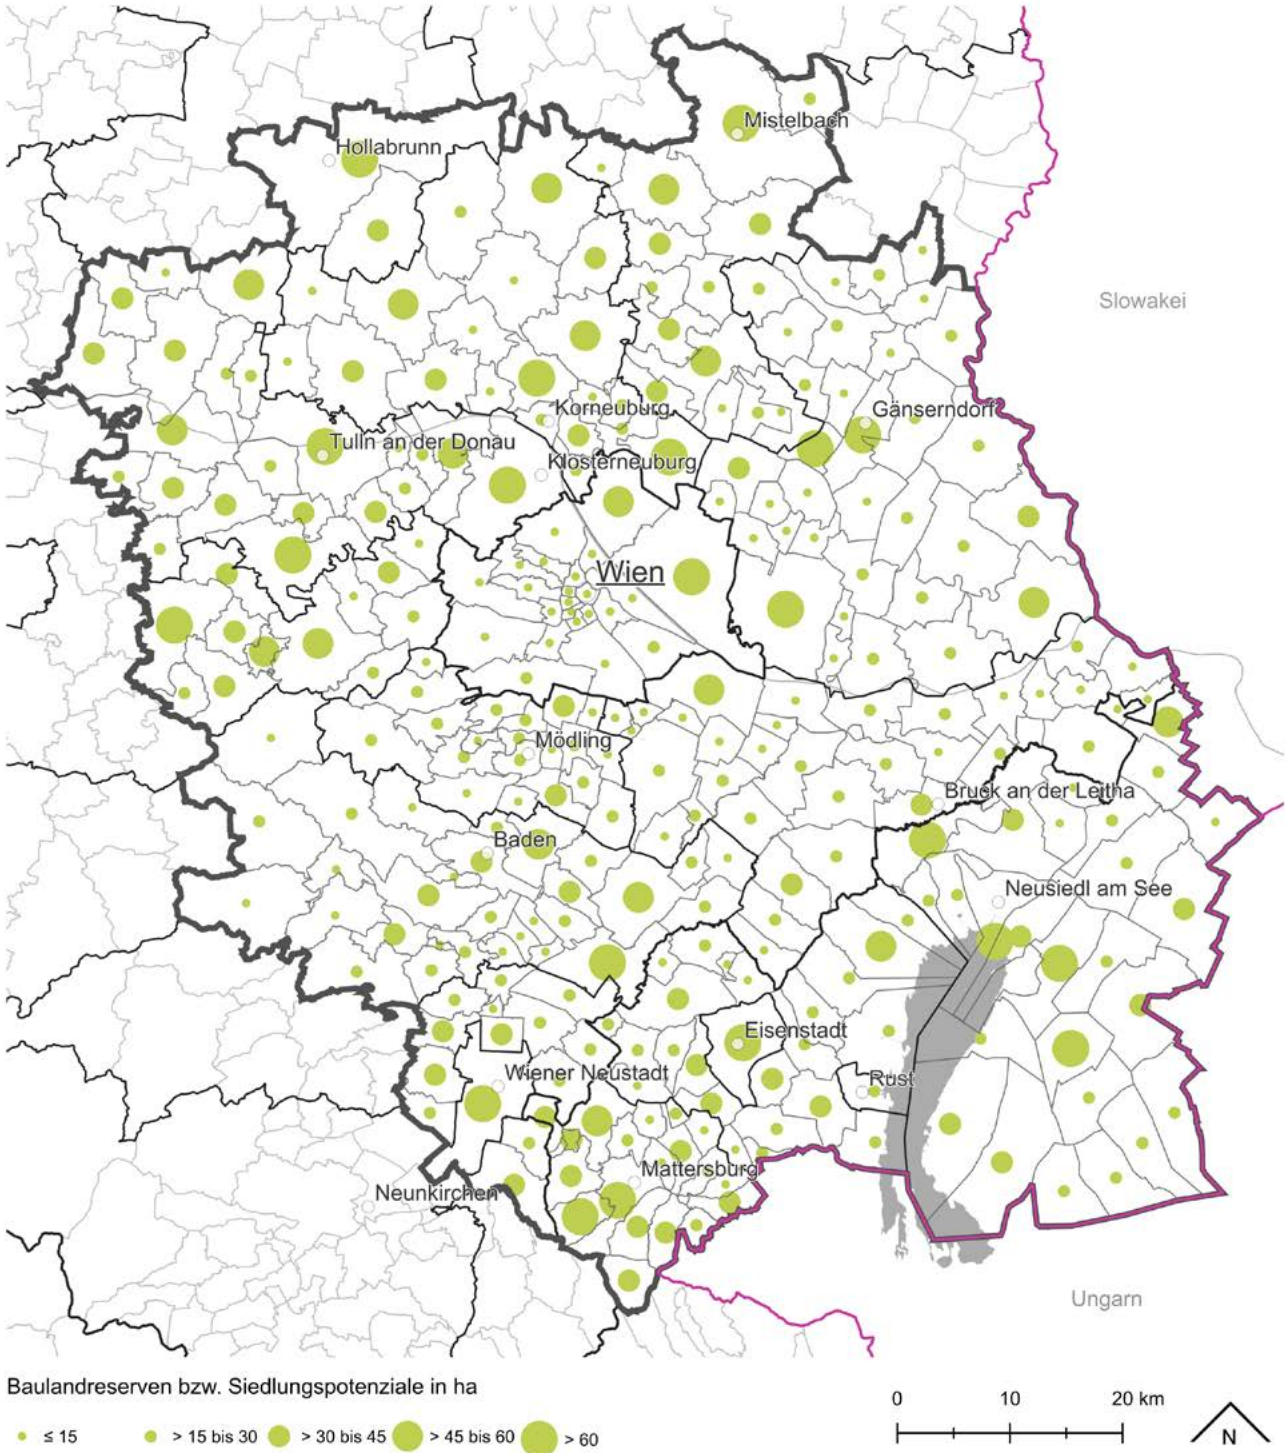 Mistelbach
Hollabrunn
Slowakei
Korneuburg
Gänserndorf
Tulln an der Donau
Klosterneuburg
Wien
Mödling
Bruck an der Leitha
Baden
Neusiedl am See
Eisenstadt
Wiener Neustadt
Rust
Mattersburg
Neunkirchen
Ungarn
Baulandreserven bzw. Siedlungspotenziale in ha
≤ 15 > 15 bis 30 > 30 bis 45 > 45 bis 60 > 60
0 10 20 km
N